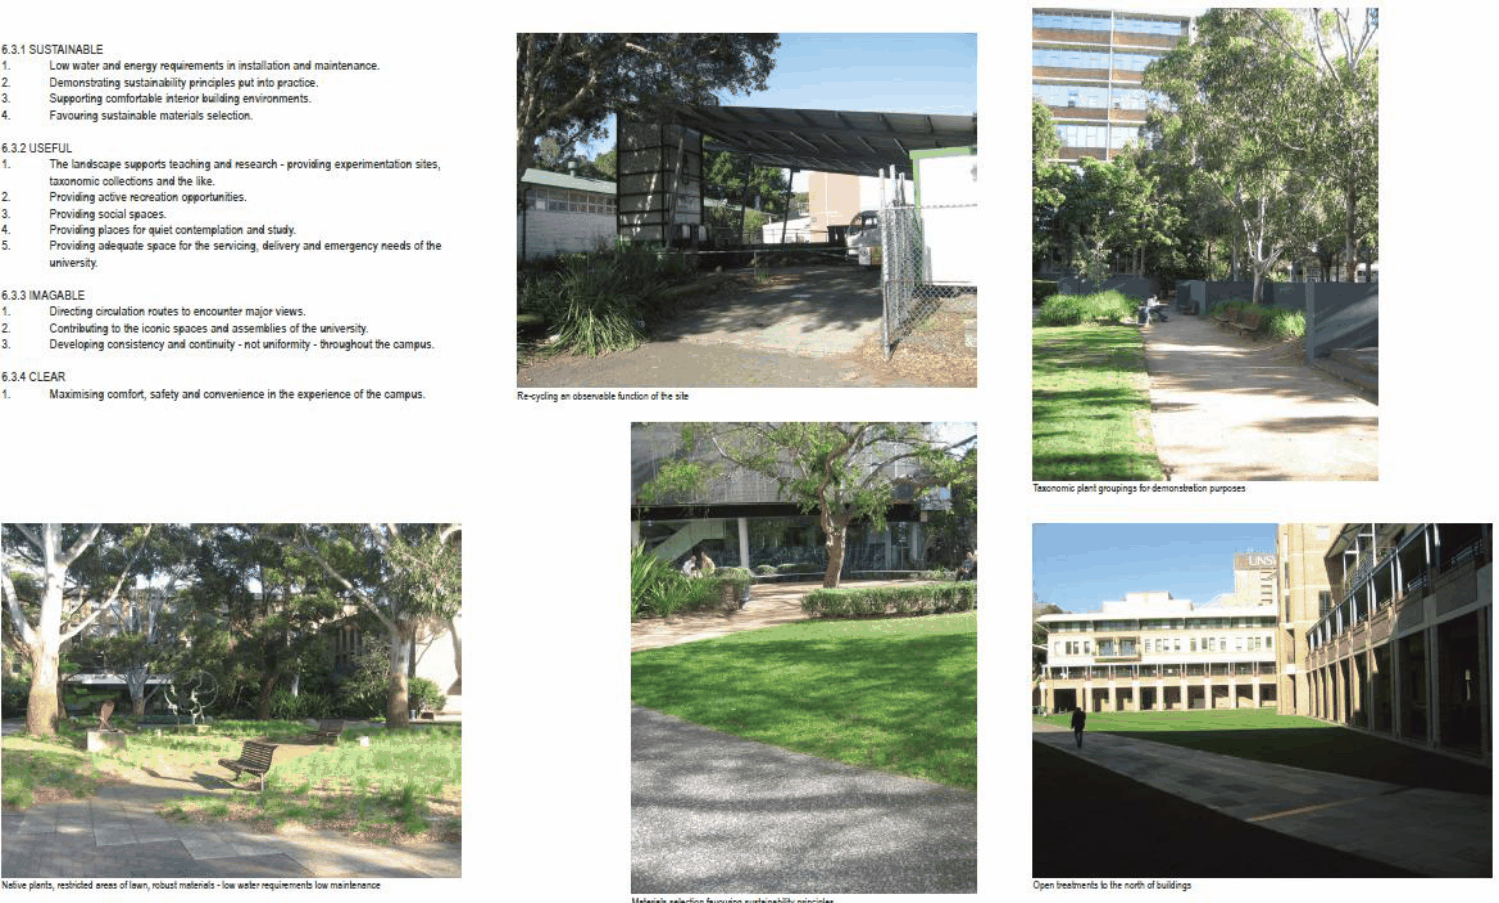 6.3.1 SUSTAINABLE
1. Low water and energy requirements in installation and maintenance.
2. Demonstrating sustainability principles put into practice.
3. Supporting comfortable interior building environments.
4. Favouring sustainable materials selection.
6.3.2 USEFUL
1. The landscape supports teaching and research - providing experimentation sites,
taxonomic collections and the like.
2. Providing active recreation opportunities.
3. Providing social spaces.
4. Providing places for quiet contemplation and study.
5. Providing adequate space for the servicing, delivery and emergency needs of the
university.
6.3.3 IMAGABLE
1. Directing circulation routes to encounter major views.
2. Contributing to the iconic spaces and assemblies of the university.
3. Developing consistency and continuity - not uniformity - throughout the campus.
6.3.4 CLEAR
1. Maximising comfort, safety and convenience in the experience of the campus.
Re-cycling an observable function of the site
Taxonomic plant groupings for demonstration purposes
Native plants, restricted areas of lawn, robust materials - low water requirements low maintenance
Materials selection favouring sustainability principles
UNSW
Open treatments to the north of buildings